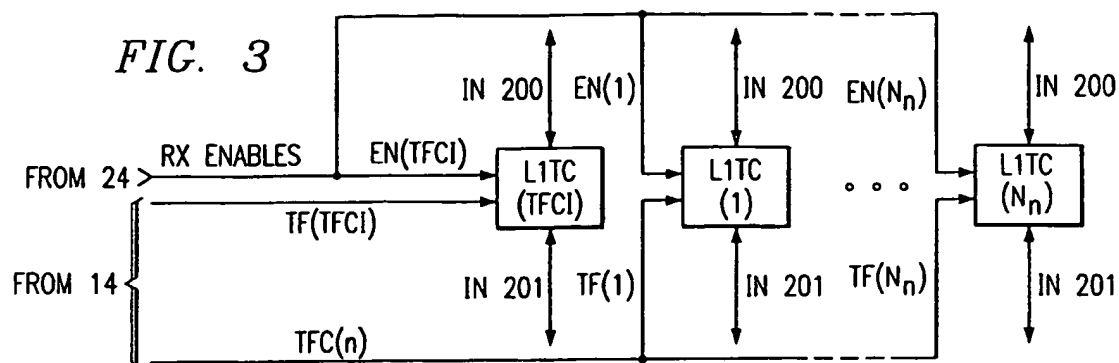 FIG. 3
IN 200
EN(1)
IN 200
EN(Nn)
IN 200
FROM 24
RX ENABLES
EN(TFCI)
L1TC
(TFCI)
L1TC
(1)
L1TC
(Nn)
TF(TFCI)
FROM 14
IN 201
TF(1)
IN 201
TF(Nn)
IN 201
TFC(n)